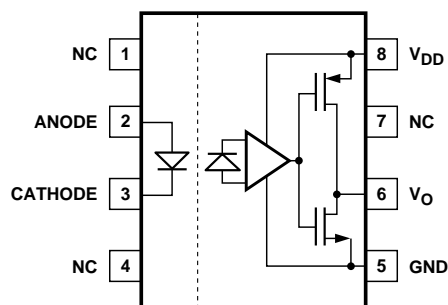 NC 1
8 VDD
ANODE 2
7 NC
CATHODE 3
6 VO
NC 4
5 GND